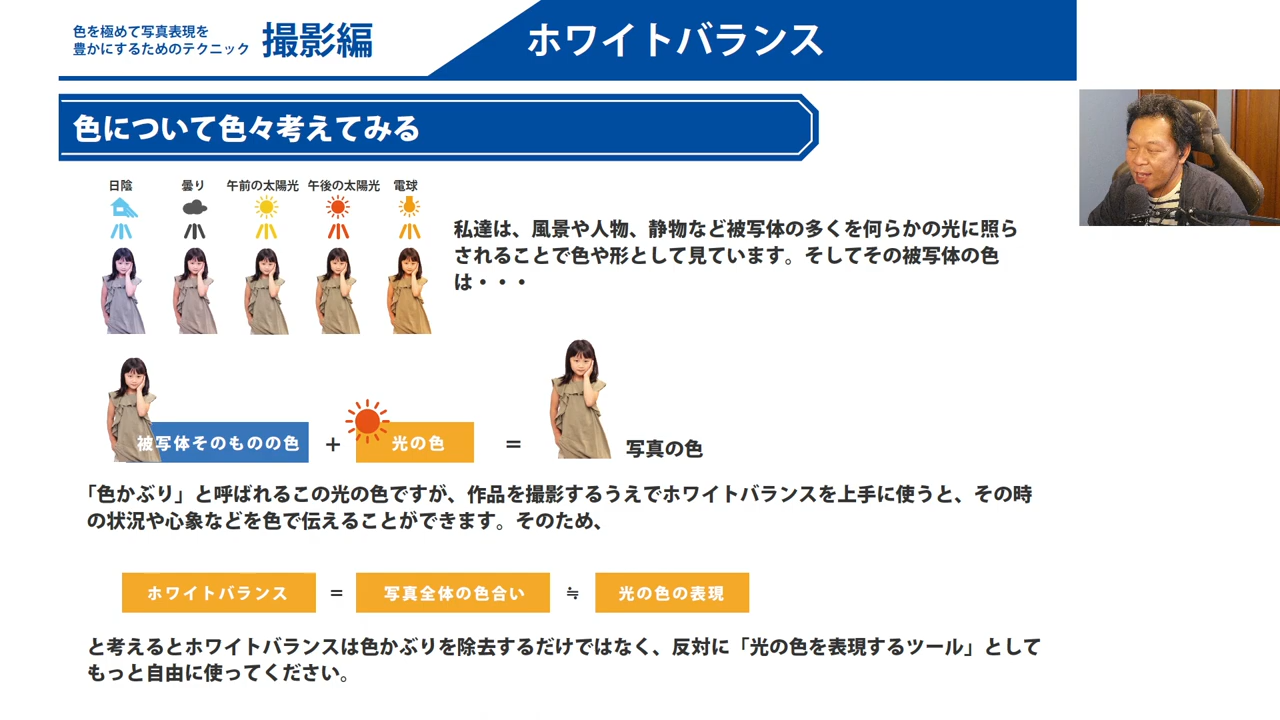 色を極めて写真表現を
豊かにするためのテクニック
撮影編
ホワイトバランス
色について色々考えてみる
日陰
曇り
午前の太陽光
午後の太陽光
電球
私達は、風景や人物、静物など被写体の多くを何らかの光に照ら
されることで色や形として見ています。そしてその被写体の色
は・・・
被写体そのものの色
+
光の色
=
写真の色
「色かぶり」と呼ばれるこの光の色ですが、作品を撮影するうえでホワイトバランスを上手に使うと、その時
の状況や心象などを色で伝えることができます。そのため、
ホワイトバランス
=
写真全体の色合い
≒
光の色の表現
と考えるとホワイトバランスは色かぶりを除去するだけではなく、反対に「光の色を表現するツール」として
もっと自由に使ってください。